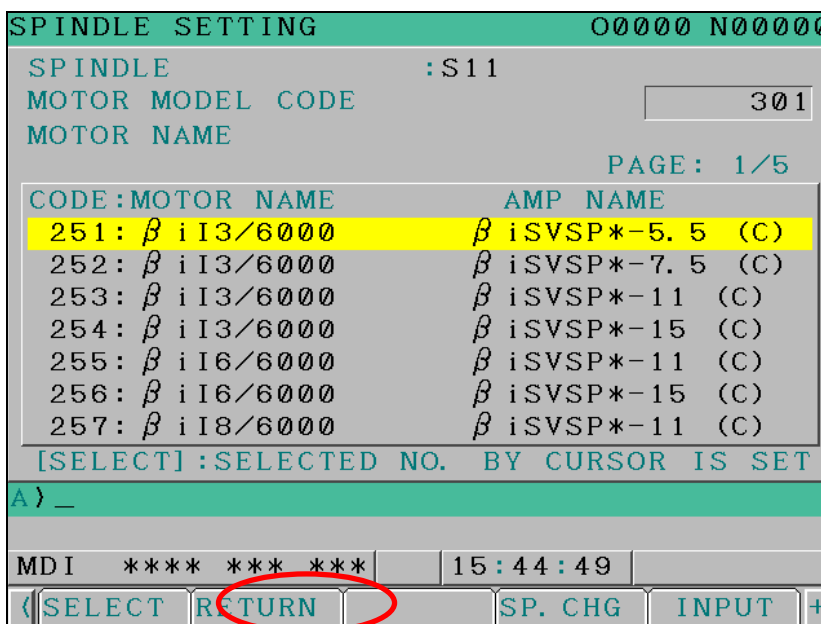 SPINDLE SETTING O0000 N00000
SPINDLE :S11
MOTOR MODEL CODE 301
MOTOR NAME
PAGE: 1/5
CODE:MOTOR NAME AMP NAME
251: β iI3/6000 β iSVSP*-5.5 (C)
252: β iI3/6000 β iSVSP*-7.5 (C)
253: β iI3/6000 β iSVSP*-11 (C)
254: β iI3/6000 β iSVSP*-15 (C)
255: β iI6/6000 β iSVSP*-11 (C)
256: β iI6/6000 β iSVSP*-15 (C)
257: β iI8/6000 β iSVSP*-11 (C)
[SELECT]:SELECTED NO. BY CURSOR IS SET
A)_
MDI **** *** *** 15:44:49
(SELECT RETURN SP.CHG INPUT +